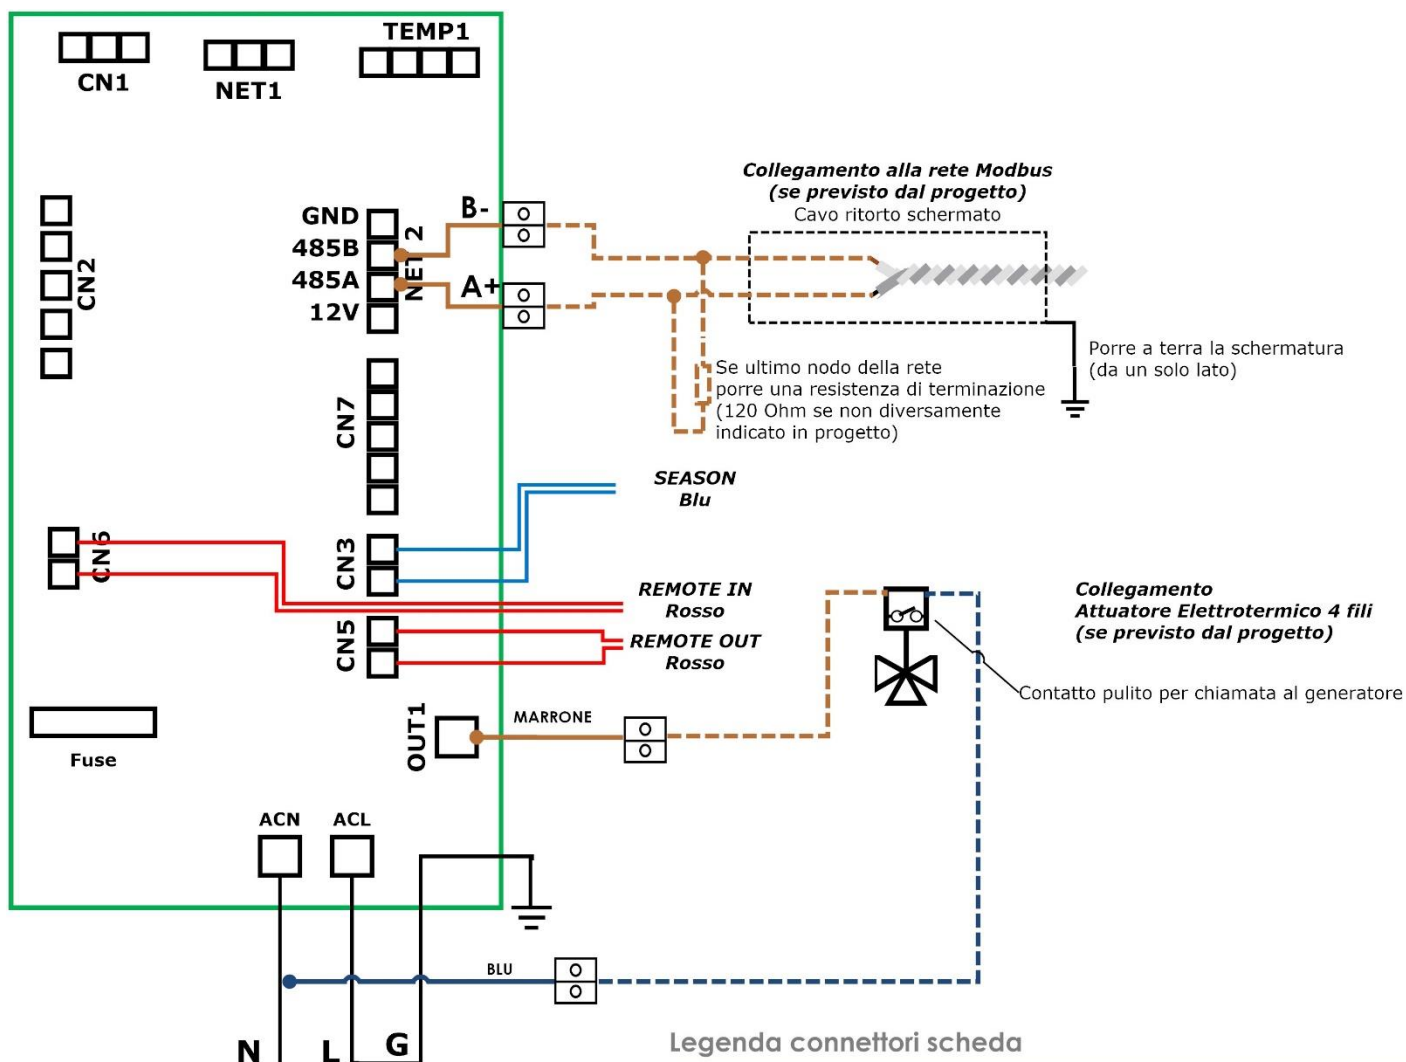 TEMP1
CN1
NET1
Collegamento alla rete Modbus
(se previsto dal progetto)
Cavo ritorto schermato
B-
GND
485B
485A
12V
NET 2
A+
CN2
Porre a terra la schermatura
(da un solo lato)
Se ultimo nodo della rete
porre una resistenza di terminazione
(120 Ohm se non diversamente
indicato in progetto)
CN7
SEASON
Blu
CN6
CN3
REMOTE IN
Rosso
CN5
REMOTE OUT
Rosso
Collegamento
Attuatore Elettrotermico 4 fili
(se previsto dal progetto)
Contatto pulito per chiamata al generatore
OUT1
MARRONE
Fuse
ACN
ACL
BLU
N
L
G
Legenda connettori scheda